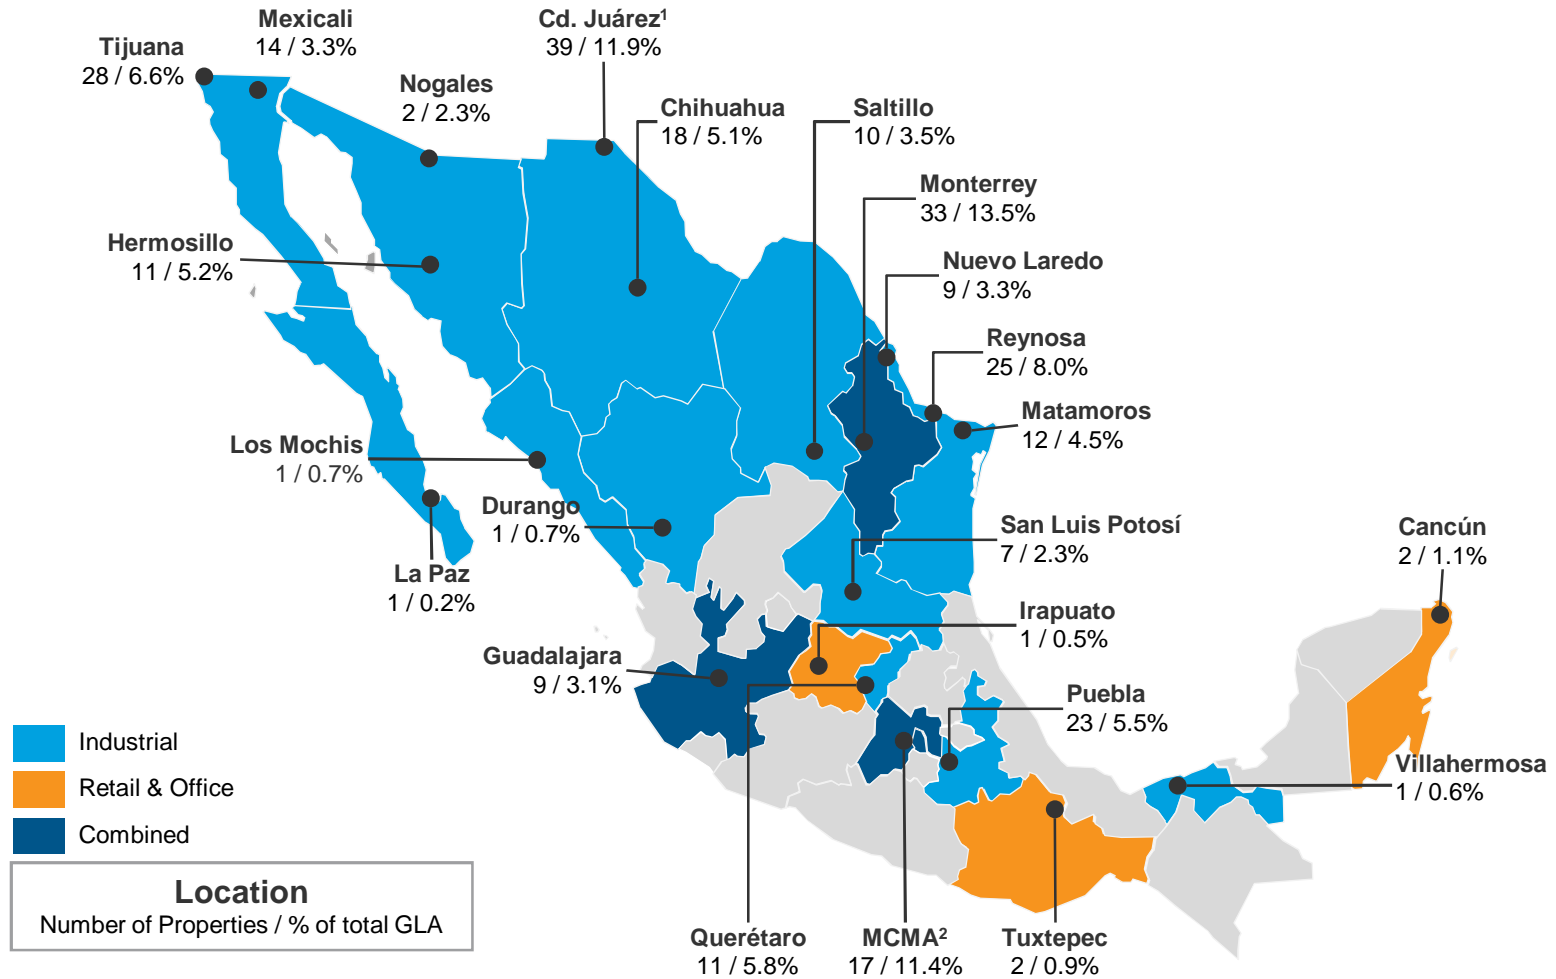 Mexicali
14 / 3.3%
Cd. Juárez¹
39 / 11.9%
Tijuana
28 / 6.6%
Nogales
2 / 2.3%
Chihuahua
18 / 5.1%
Saltillo
10 / 3.5%
Monterrey
33 / 13.5%
Hermosillo
11 / 5.2%
Nuevo Laredo
9 / 3.3%
Reynosa
25 / 8.0%
Matamoros
12 / 4.5%
Los Mochis
1 / 0.7%
Durango
1 / 0.7%
San Luis Potosí
7 / 2.3%
Cancún
2 / 1.1%
La Paz
1 / 0.2%
Irapuato
1 / 0.5%
Guadalajara
9 / 3.1%
Puebla
23 / 5.5%
Villahermosa
1 / 0.6%
Industrial
Retail & Office
Combined
Location
Number of Properties / % of total GLA
Querétaro
11 / 5.8%
MCMA²
17 / 11.4%
Tuxtepec
2 / 0.9%